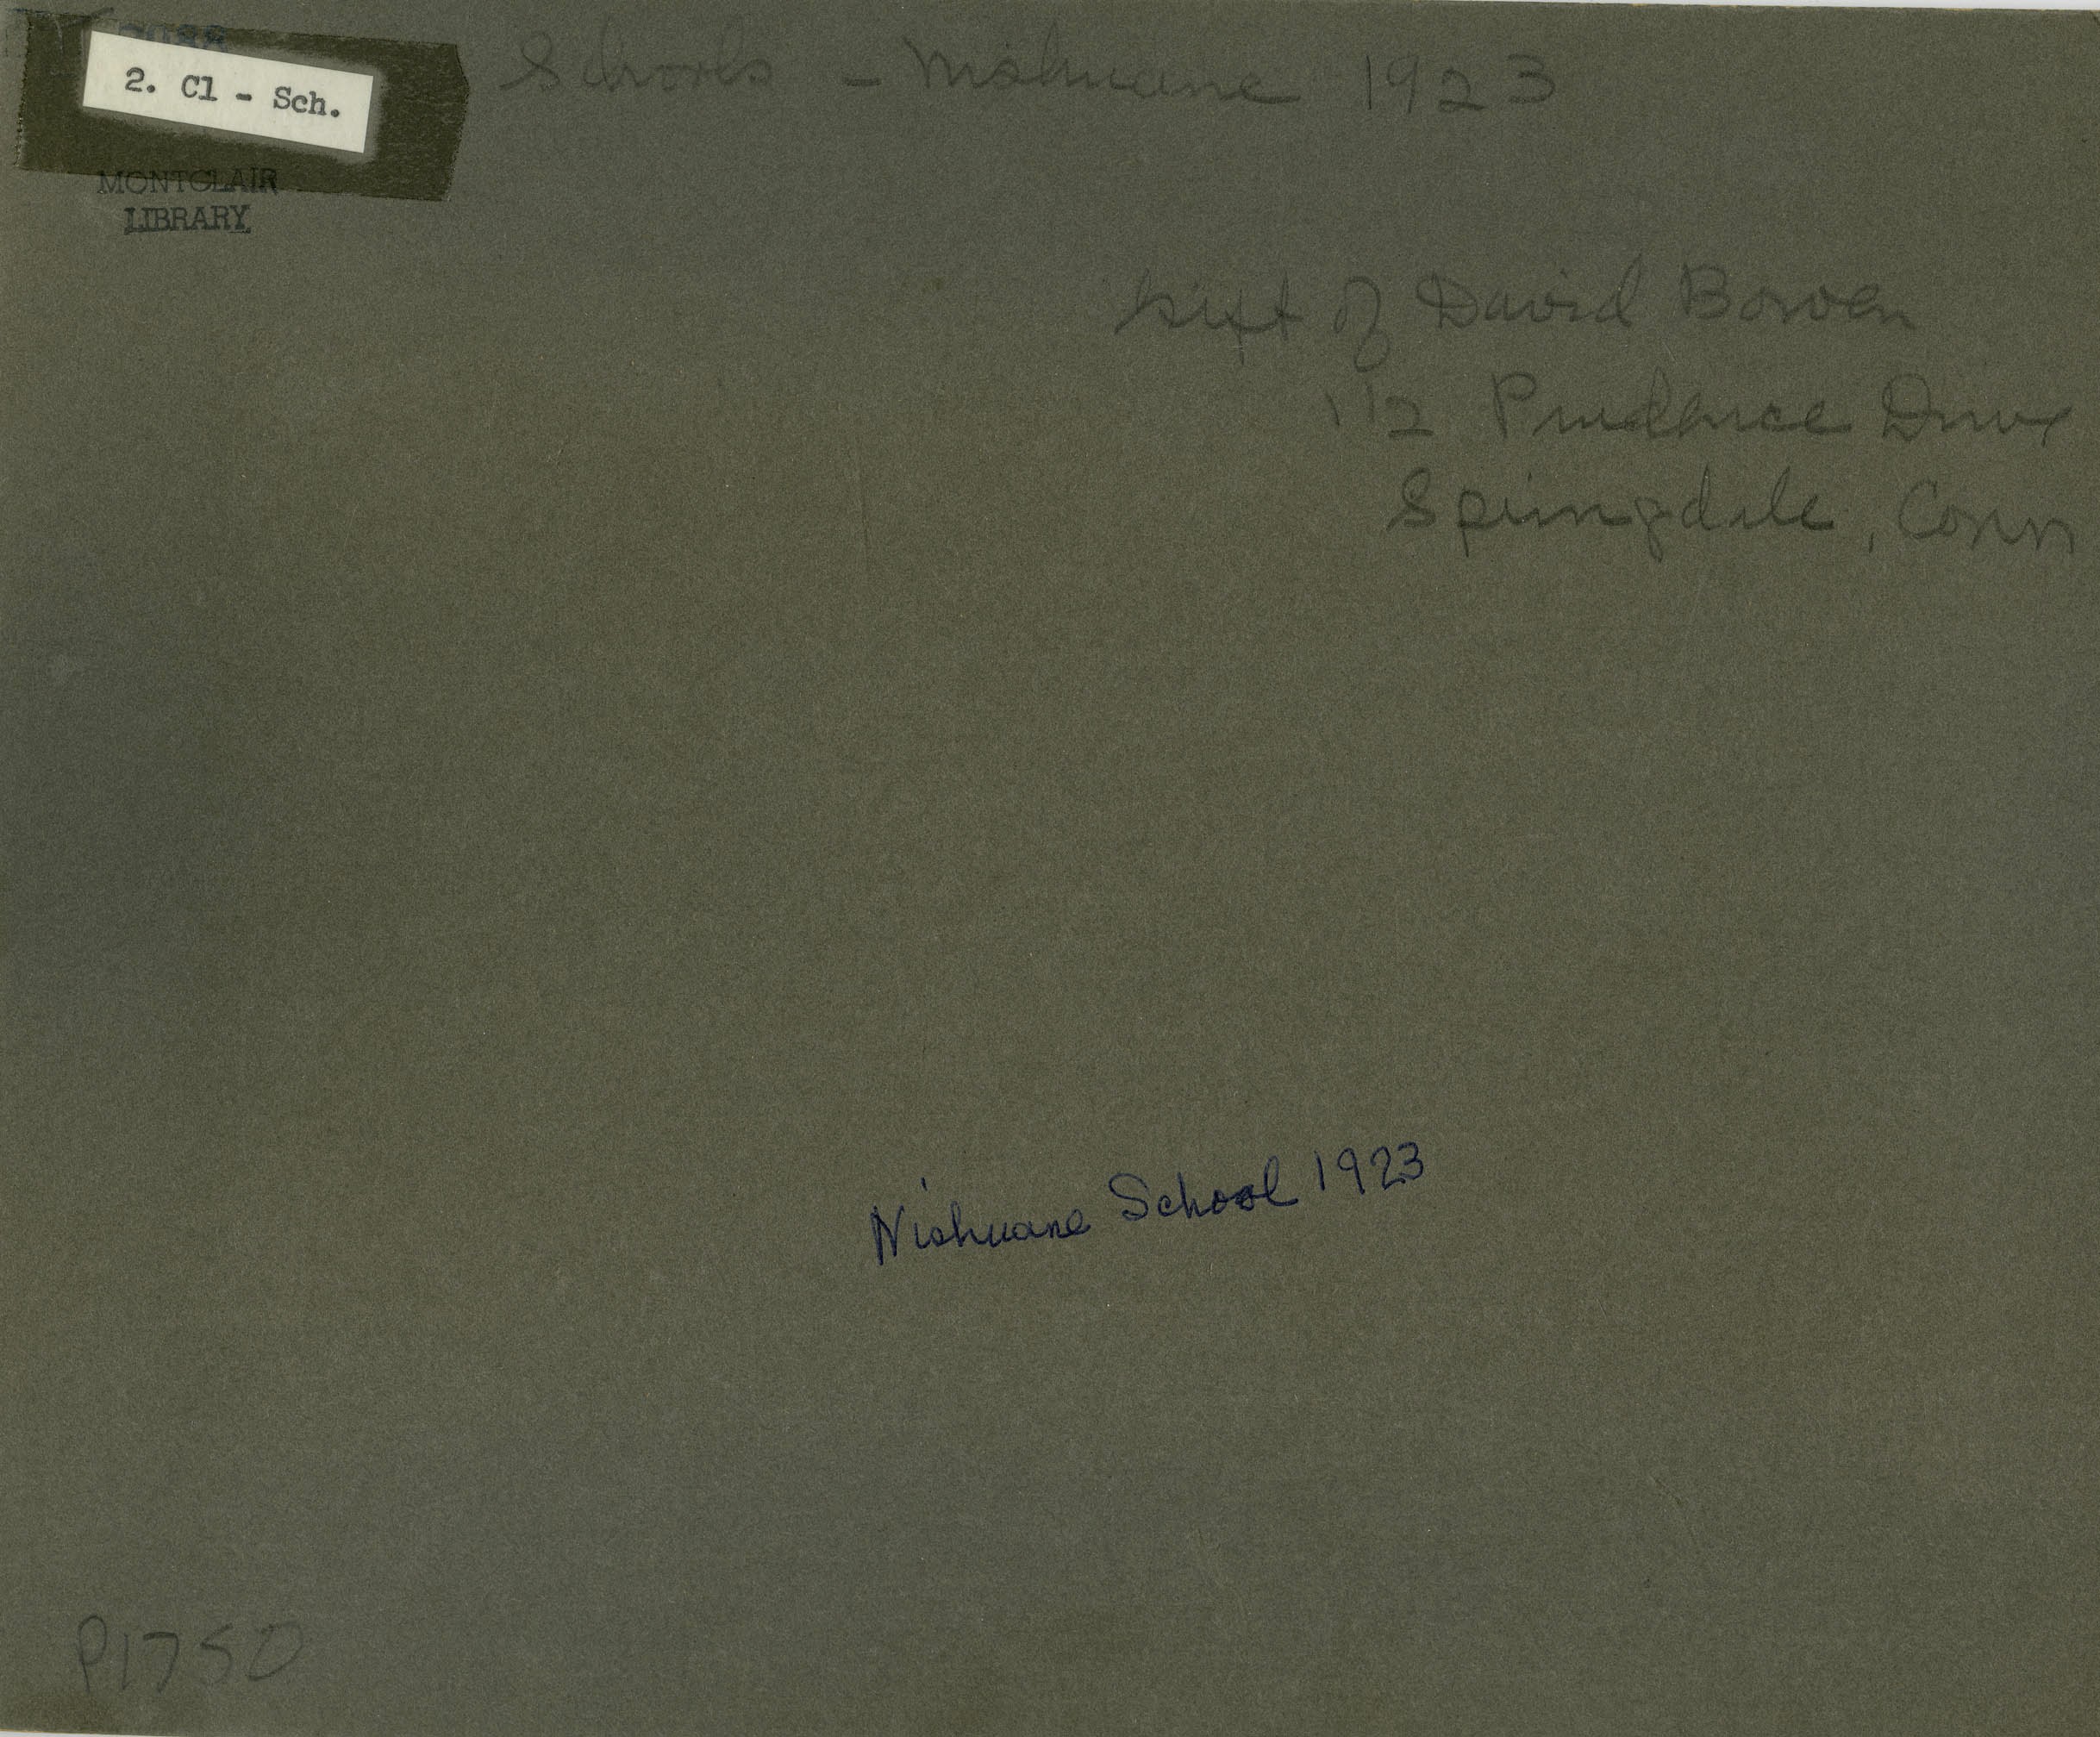 2. Cl - Sch.
Schools - Nishuane 1923
MONTCLAIR
LIBRARY
Gift of David Bowen
112 Prudence Drive
Springdale, Conn
Nishuane School 1923
P1750